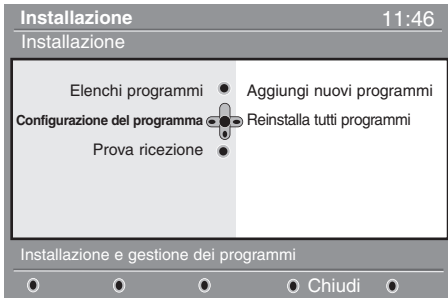 Installazione 11:46
Installazione
Elenchi programmi Aggiungi nuovi programmi
Configurazione del programma Reinstalla tutti programmi
Prova ricezione
Installazione e gestione dei programmi
Chiudi